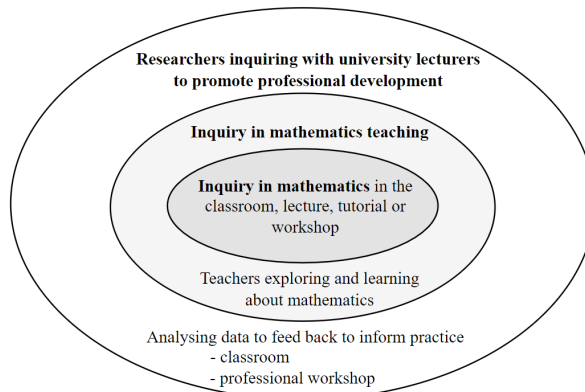 Researchers inquiring with university lecturers
to promote professional development
Inquiry in mathematics teaching
Inquiry in mathematics in the
classroom, lecture, tutorial or
workshop
Teachers exploring and learning
about mathematics
Analysing data to feed back to inform practice
- classroom
- professional workshop